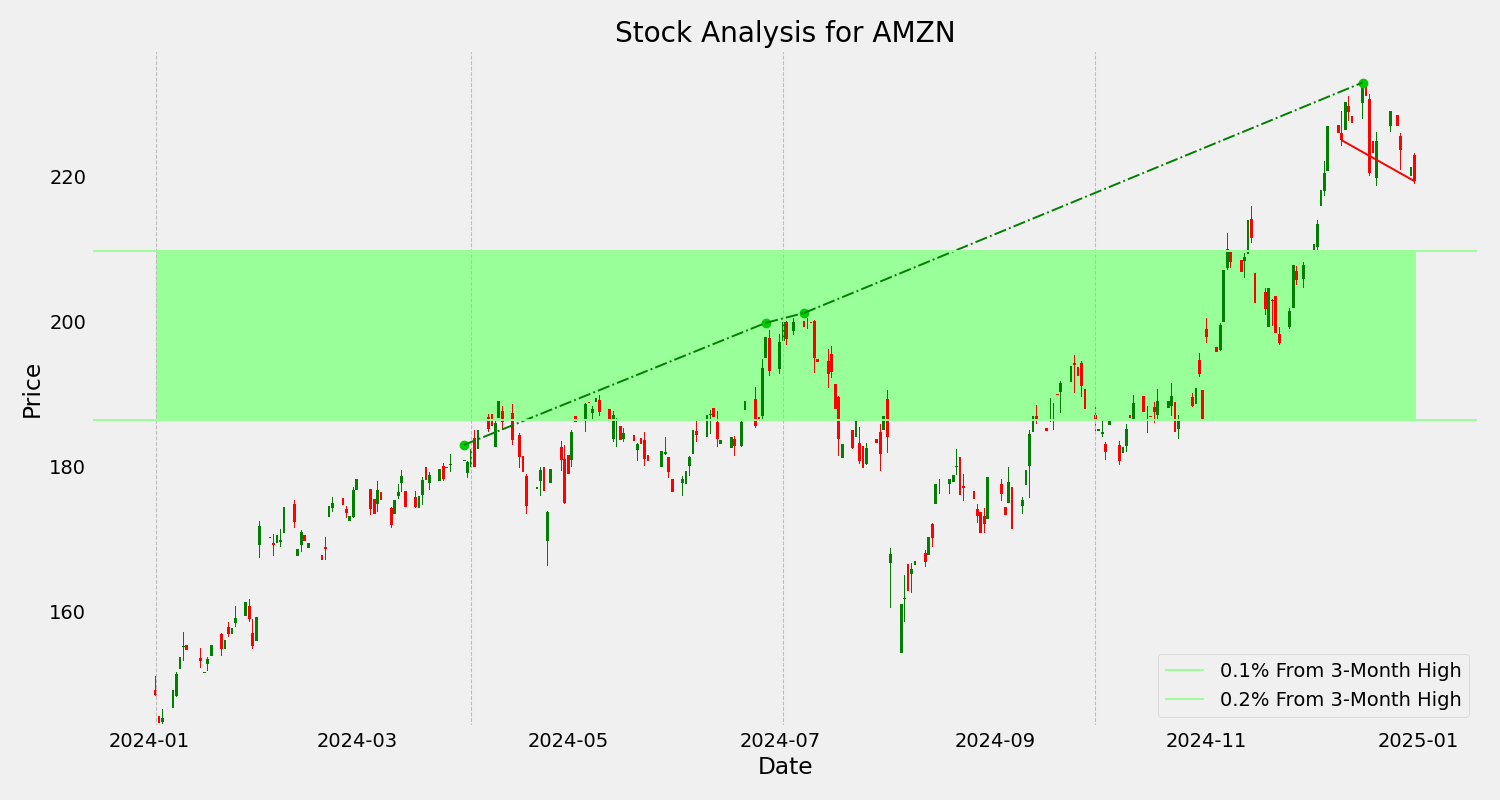 Stock Analysis for AMZN
Price
220
200
180
160
0.1% From 3-Month High
0.2% From 3-Month High
2024-01 2024-03 2024-05 2024-07 2024-09 2024-11 2025-01
Date